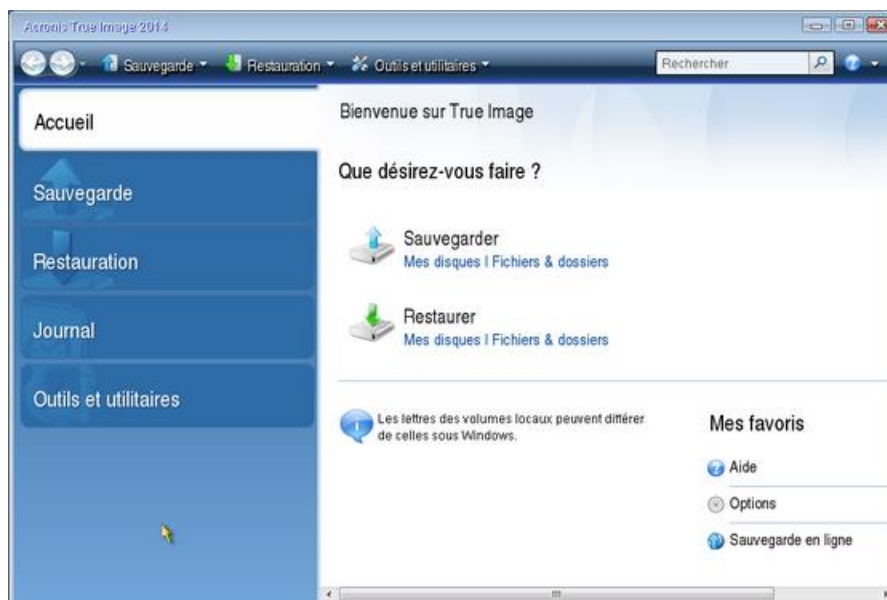 Acronis True Image 2014
Sauvegarde
Restauration
Outils et utilitaires
Rechercher
Accueil
Sauvegarde
Restauration
Journal
Outils et utilitaires
Bienvenue sur True Image
Que désirez-vous faire ?
Sauvegarder
Mes disques | Fichiers & dossiers
Restaurer
Mes disques | Fichiers & dossiers
Les lettres des volumes locaux peuvent différer
de celles sous Windows.
Mes favoris
Aide
Options
Sauvegarde en ligne